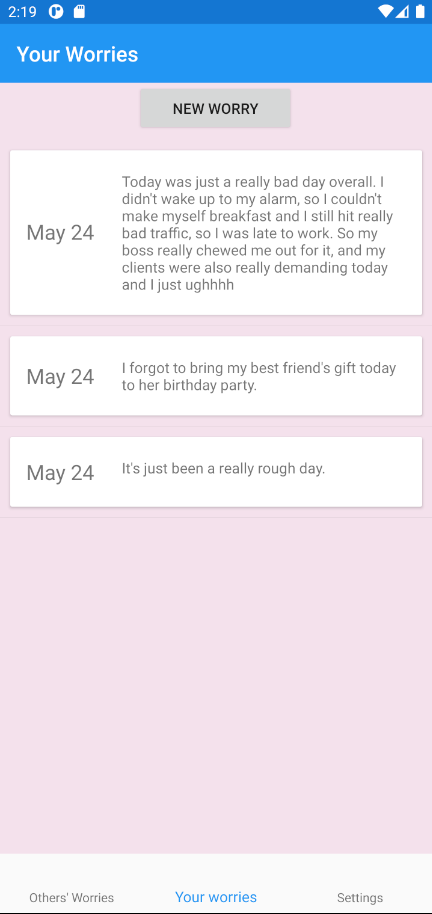 2:19
Your Worries
NEW WORRY
May 24
Today was just a really bad day overall. I
didn't wake up to my alarm, so I couldn't
make myself breakfast and I still hit really
bad traffic, so I was late to work. So my
boss really chewed me out for it, and my
clients were also really demanding today
and I just ughhhh
May 24
I forgot to bring my best friend's gift today
to her birthday party.
May 24
It's just been a really rough day.
Others' Worries
Your worries
Settings